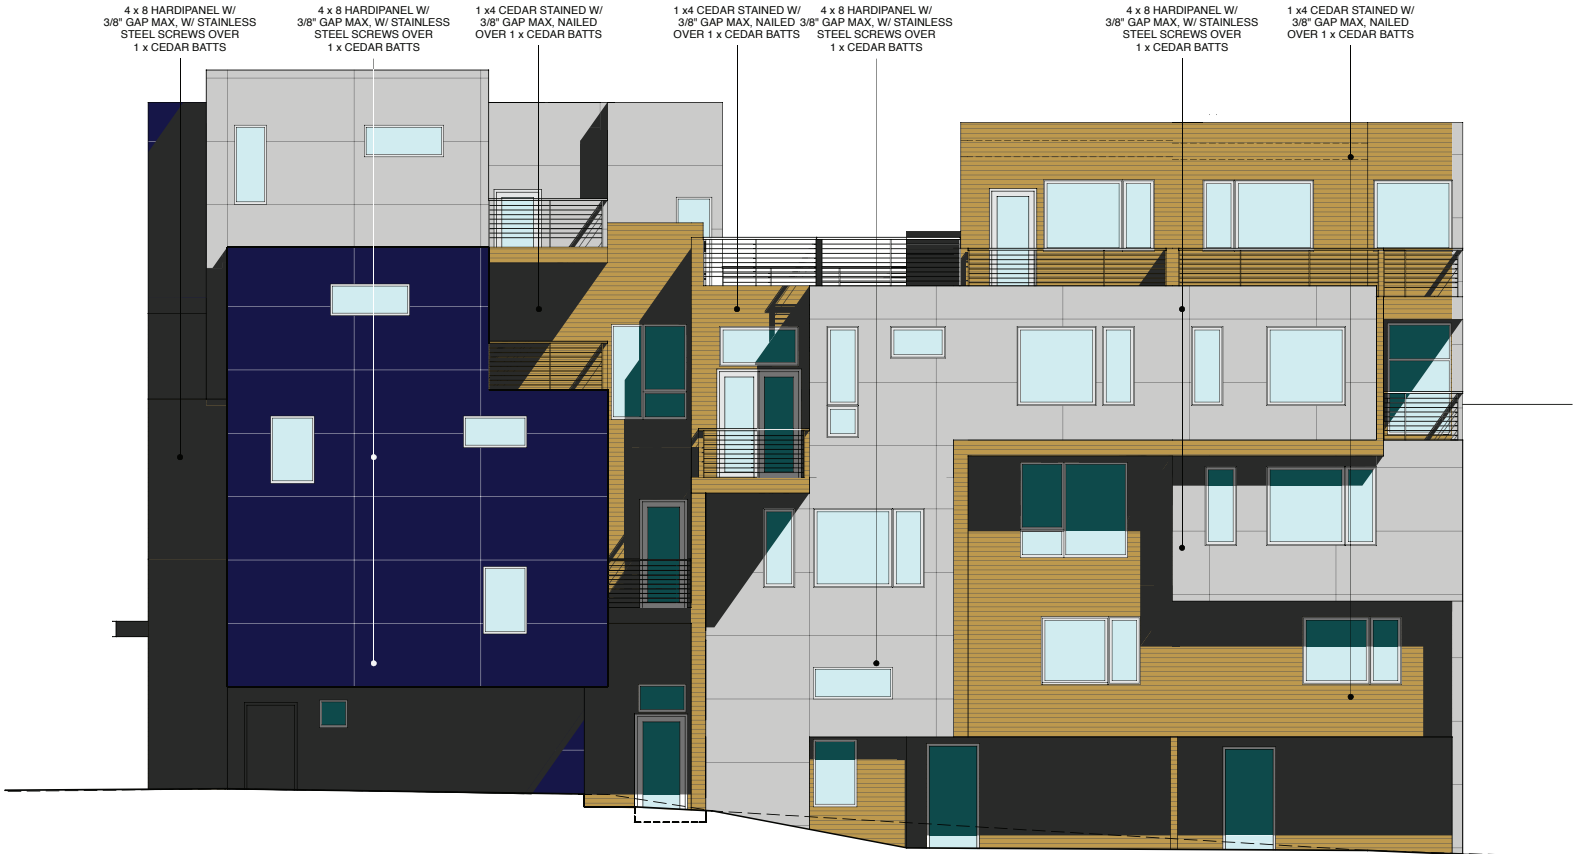 4 x 8 HARDIPANEL W/
3/8" GAP MAX, W/ STAINLESS
STEEL SCREWS OVER
1 x CEDAR BATTS
4 x 8 HARDIPANEL W/
3/8" GAP MAX, W/ STAINLESS
STEEL SCREWS OVER
1 x CEDAR BATTS
1 x4 CEDAR STAINED W/
3/8" GAP MAX, NAILED
OVER 1 x CEDAR BATTS
1 x4 CEDAR STAINED W/
3/8" GAP MAX, NAILED
OVER 1 x CEDAR BATTS
4 x 8 HARDIPANEL W/
3/8" GAP MAX, W/ STAINLESS
STEEL SCREWS OVER
1 x CEDAR BATTS
4 x 8 HARDIPANEL W/
3/8" GAP MAX, W/ STAINLESS
STEEL SCREWS OVER
1 x CEDAR BATTS
1 x4 CEDAR STAINED W/
3/8" GAP MAX, NAILED
OVER 1 x CEDAR BATTS